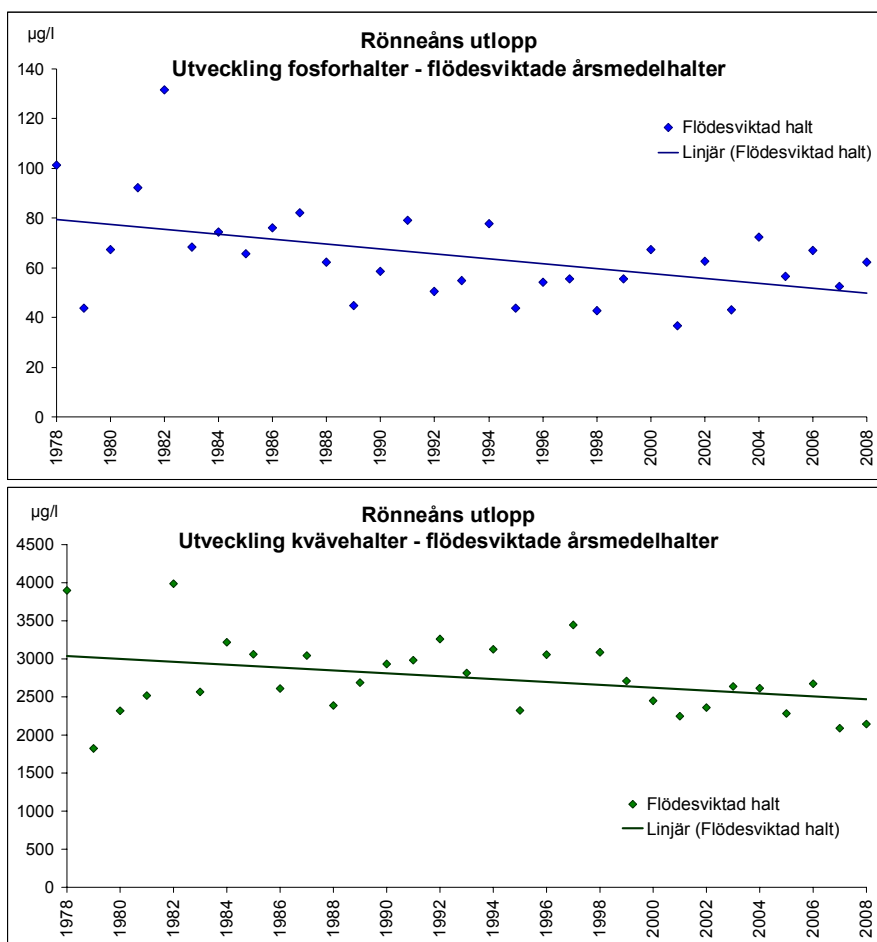 µg/l
Rönneåns utlopp
Utveckling fosforhalter - flödesviktade årsmedelhalter
140
120
100
80
60
40
20
0
Flödesviktad halt
Linjär (Flödesviktad halt)
1978 1980 1982 1984 1986 1988 1990 1992 1994 1996 1998 2000 2002 2004 2006 2008
µg/l
Rönneåns utlopp
Utveckling kvävehalter - flödesviktade årsmedelhalter
4500
4000
3500
3000
2500
2000
1500
1000
500
0
Flödesviktad halt
Linjär (Flödesviktad halt)
1978 1980 1982 1984 1986 1988 1990 1992 1994 1996 1998 2000 2002 2004 2006 2008